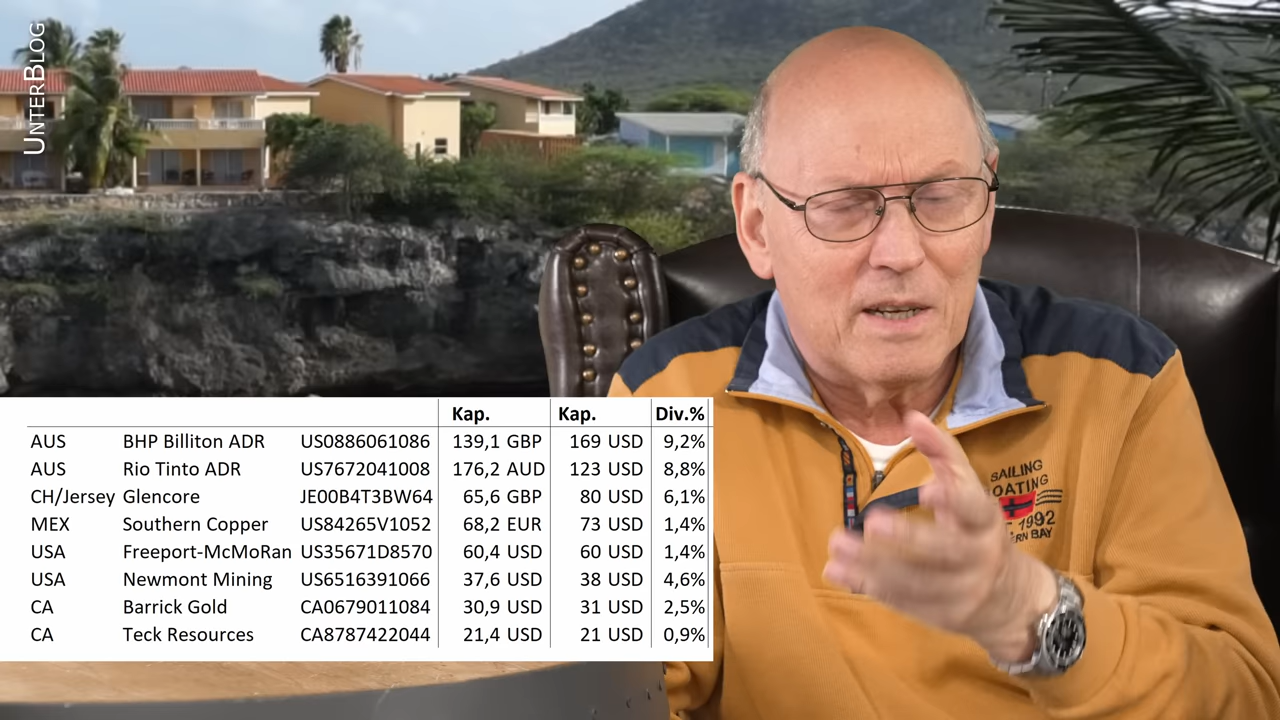 UNTERBLOG
Kap. Kap. Div.%
AUS BHP Billiton ADR US0886061086 139,1 GBP 169 USD 9,2%
AUS Rio Tinto ADR US7672041008 176,2 AUD 123 USD 8,8%
CH/Jersey Glencore JE00B4T3BW64 65,6 GBP 80 USD 6,1%
MEX Southern Copper US84265V1052 68,2 EUR 73 USD 1,4%
USA Freeport-McMoRan US35671D8570 60,4 USD 60 USD 1,4%
USA Newmont Mining US6516391066 37,6 USD 38 USD 4,6%
CA Barrick Gold CA0679011084 30,9 USD 31 USD 2,5%
CA Teck Resources CA8787422044 21,4 USD 21 USD 0,9%
SAILING
1992